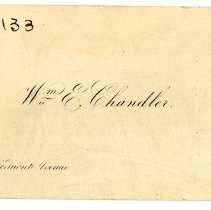 133
Wm E. Chandler.
Vermont Avenue